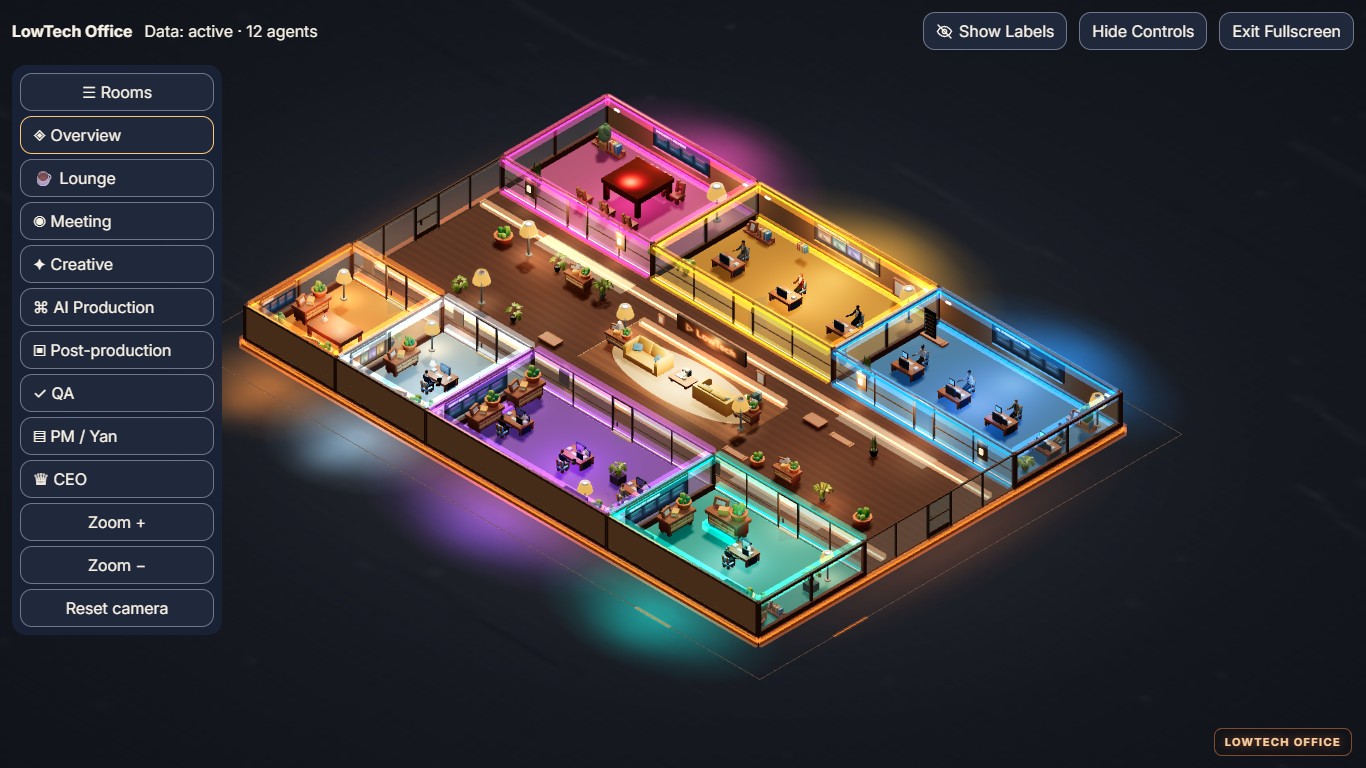 LowTech Office Data: active · 12 agents
Show Labels
Hide Controls
Exit Fullscreen
☰ Rooms
◈ Overview
Lounge
◉ Meeting
✦ Creative
⌘ AI Production
▣ Post-production
✓ QA
▤ PM / Yan
♛ CEO
Zoom +
Zoom −
Reset camera
LOWTECH OFFICE